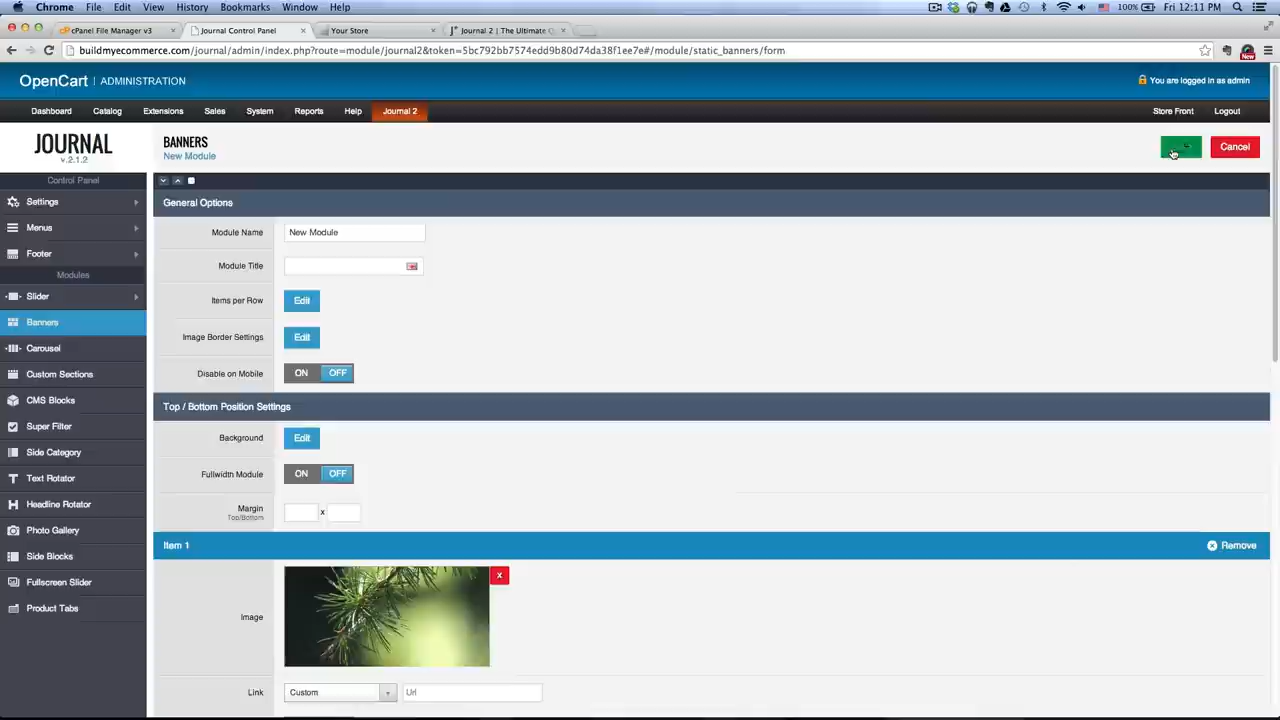 Chrome File Edit View History Bookmarks Window Help 100% Fri 12:11 PM
cPanel File Manager v3 Journal Control Panel Your Store Journal 2 | The Ultimate
buildmyecommerce.com/journal/admin/index.php?route=module/journal2&token=5bc792bb7574edd9b80d74da38f1ee7e#/module/static_banners/form New
OpenCart | ADMINISTRATION You are logged in as admin
Dashboard Catalog Extensions Sales System Reports Help Journal 2 Store Front Logout
JOURNAL
v.2.1.2
BANNERS
New Module
Cancel
Control Panel
Settings
Menus
Footer
Modules
Slider
Banners
Carousel
Custom Sections
CMS Blocks
Super Filter
Side Category
Text Rotator
Headline Rotator
Photo Gallery
Side Blocks
Fullscreen Slider
Product Tabs
General Options
Module Name New Module
Module Title
Items per Row Edit
Image Border Settings Edit
Disable on Mobile ON OFF
Top / Bottom Position Settings
Background Edit
Fullwidth Module ON OFF
Margin
Top/Bottom
x
Item 1 Remove
Image X
Link Custom Url